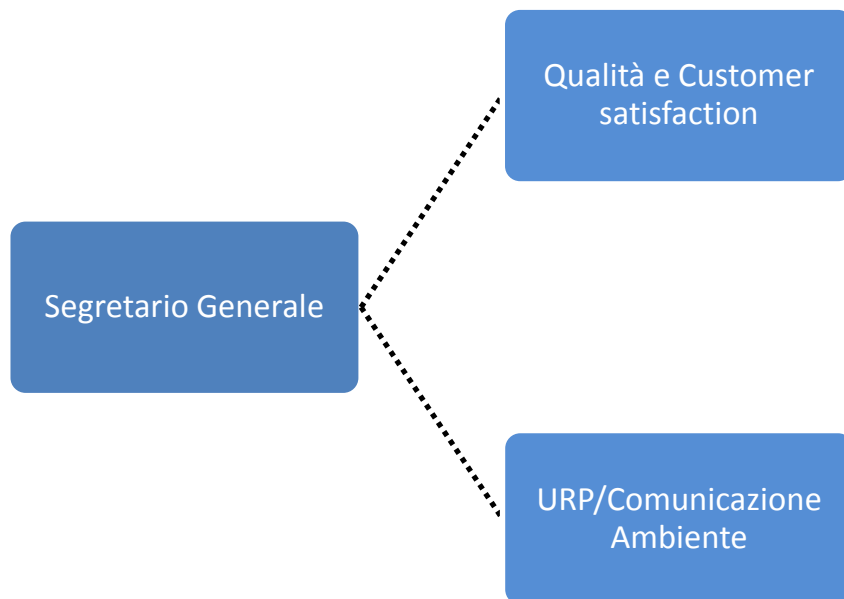 Qualità e Customer
satisfaction
Segretario Generale
URP/Comunicazione
Ambiente